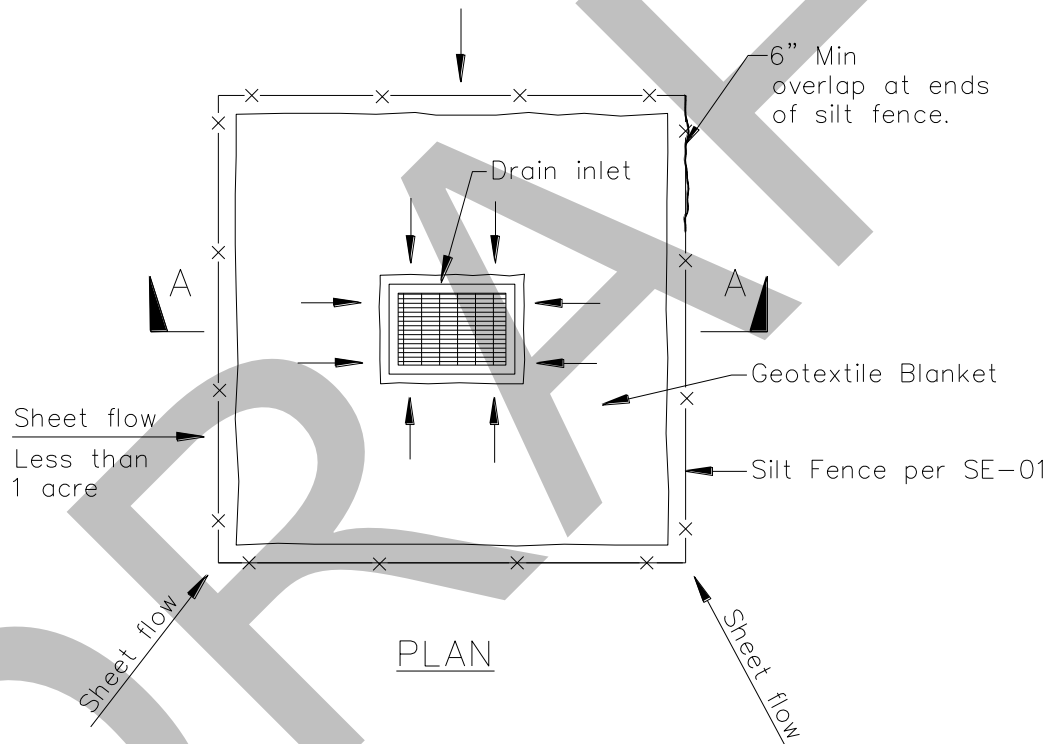 6” Min
overlap at ends
of silt fence.
Drain inlet
A
A
Geotextile Blanket
Sheet flow
Less than
1 acre
Silt Fence per SE-01
Sheet flow
Sheet flow
PLAN